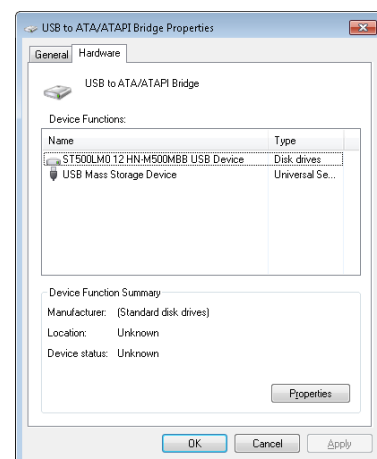 USB to ATA/ATAPI Bridge Properties
General Hardware
USB to ATA/ATAPI Bridge
Device Functions:
Name Type
ST500LM0 12 HN-M500MBB USB Device Disk drives
USB Mass Storage Device Universal Se...
Device Function Summary
Manufacturer: (Standard disk drives)
Location: Unknown
Device status: Unknown
Properties
OK Cancel Apply